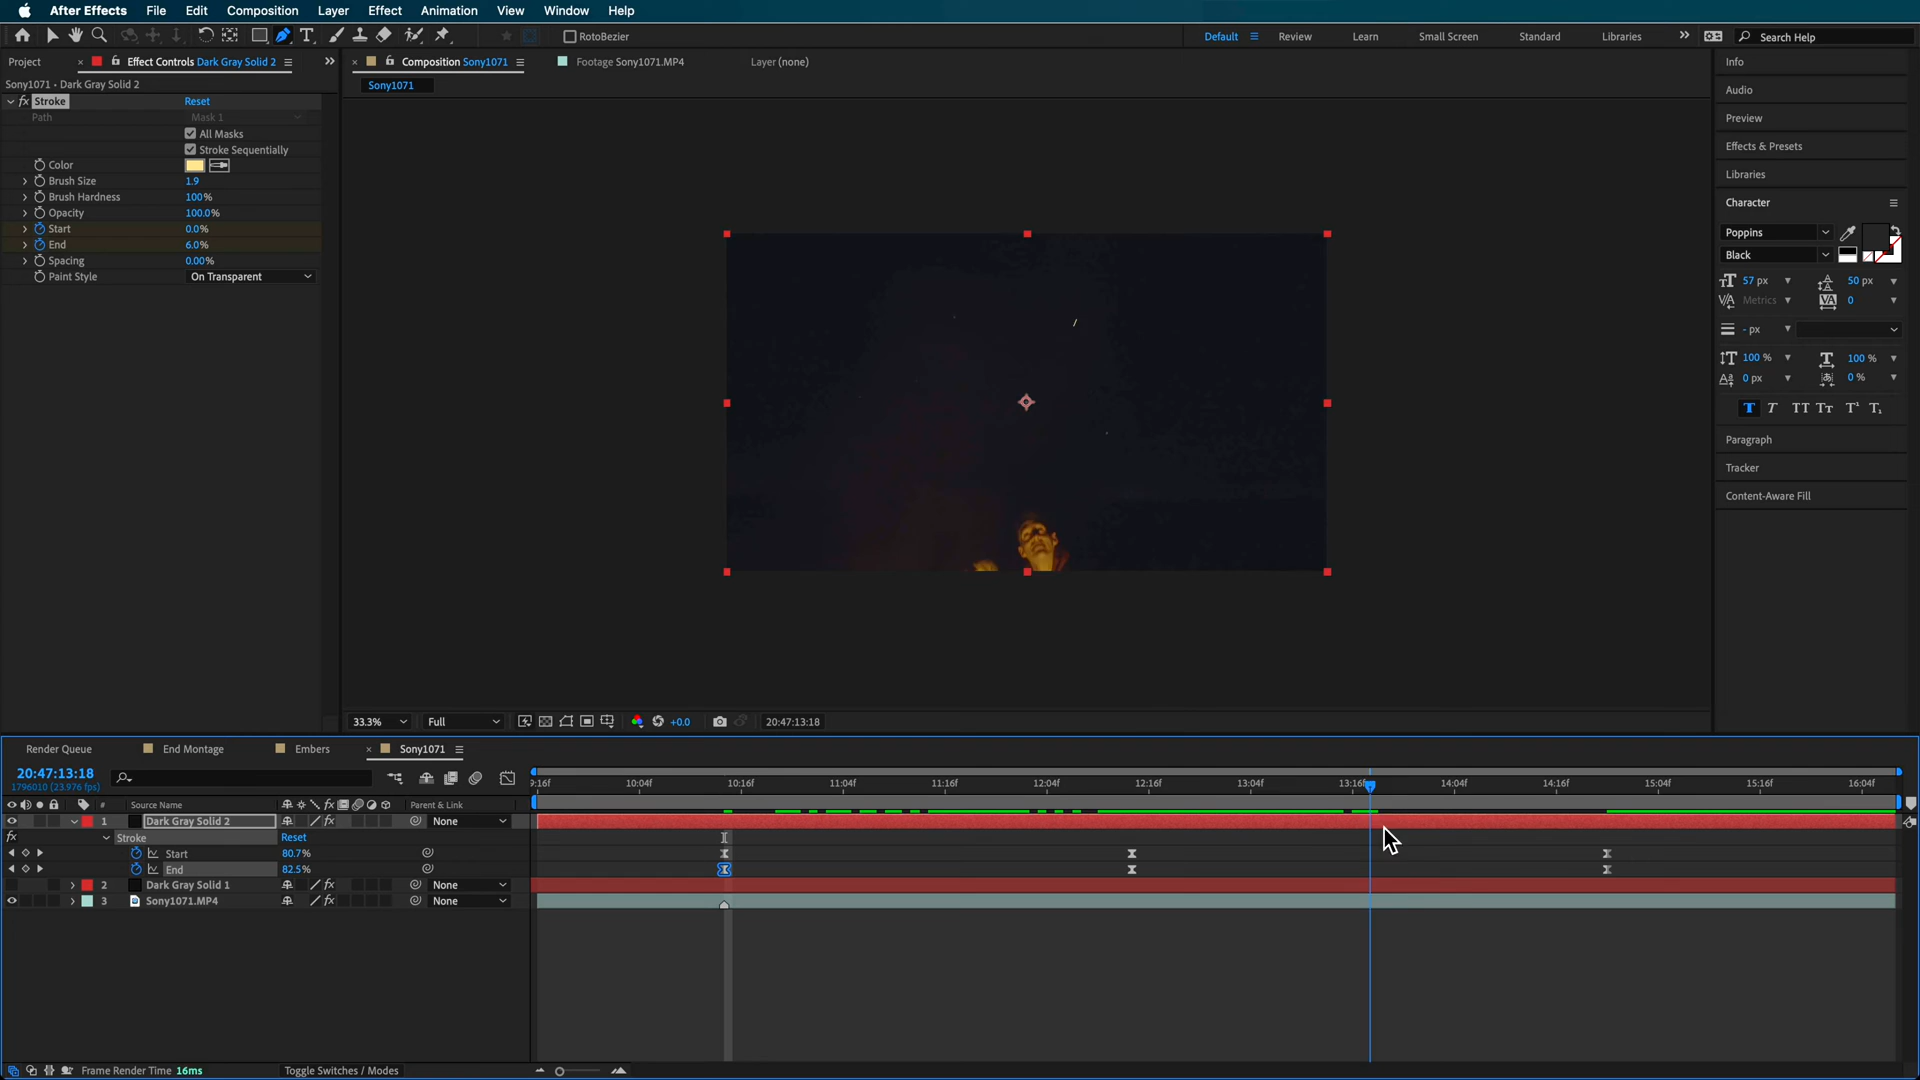 After Effects File Edit Composition Layer Effect Animation View Window Help
RotoBezier Default Review Learn Small Screen Standard Libraries Search Help
Project Effect Controls Dark Gray Solid 2 Composition Sony1071 Footage Sony1071.MP4 Layer (none) Info
Sony1071 • Dark Gray Solid 2 Sony1071
Audio
fx Stroke Reset
Path Mask 1
Preview
All Masks
Stroke Sequentially
Effects & Presets
Color
Brush Size 1.9
Libraries
Brush Hardness 100%
Character
Opacity 100.0%
Start 0.0%
Poppins
End 6.0%
Black
Spacing 0.00%
Paint Style On Transparent
57 px 50 px
Metrics 0
- px
100 % 100 %
0 px 0 %
T T TT Tt T¹ T₁
Paragraph
Tracker
Content-Aware Fill
33.3% Full +0.0 20:47:13:18
Render Queue End Montage Embers Sony1071
20:47:13:18
1796010 (23.976 fps)
9:16f 10:04f 10:16f 11:04f 11:16f 12:04f 12:16f 13:04f 13:16f 14:04f 14:16f 15:04f 15:16f 16:04f
# Source Name fx Parent & Link
1 Dark Gray Solid 2 fx None
fx Stroke Reset
Start 80.7%
End 82.5%
2 Dark Gray Solid 1 fx None
3 Sony1071.MP4 fx None
Frame Render Time 16ms Toggle Switches / Modes